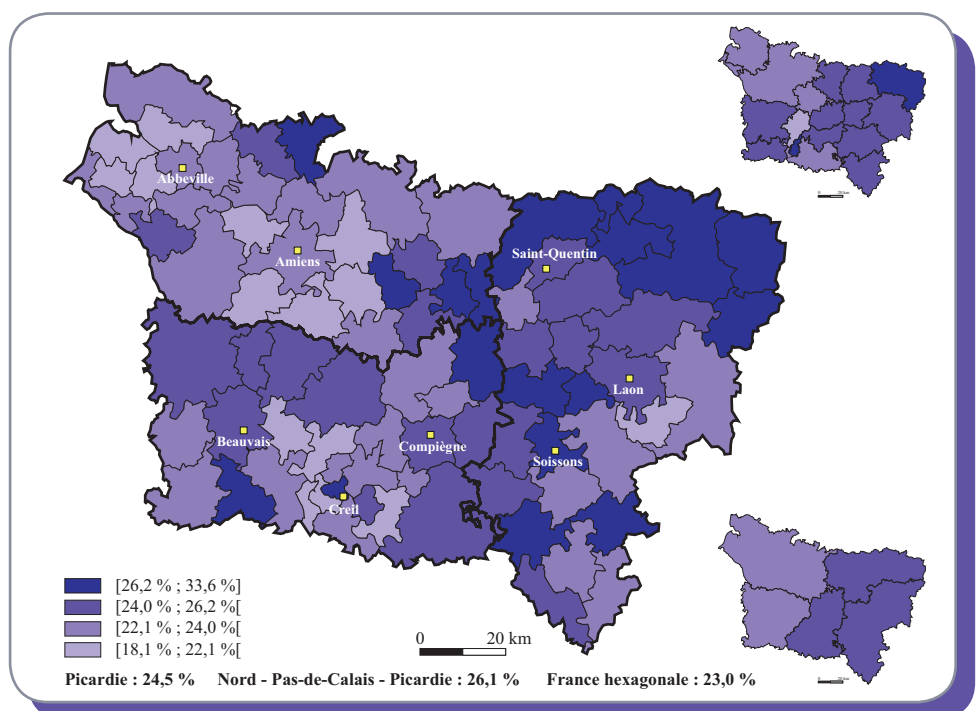 Abbeville
Amiens
Saint-Quentin
Laon
Beauvais
Compiègne
Soissons
Creil
[26,2 % ; 33,6 %]
[24,0 % ; 26,2 %[
[22,1 % ; 24,0 %[
[18,1 % ; 22,1 %[
0 20 km
Picardie : 24,5 % Nord - Pas-de-Calais - Picardie : 26,1 % France hexagonale : 23,0 %